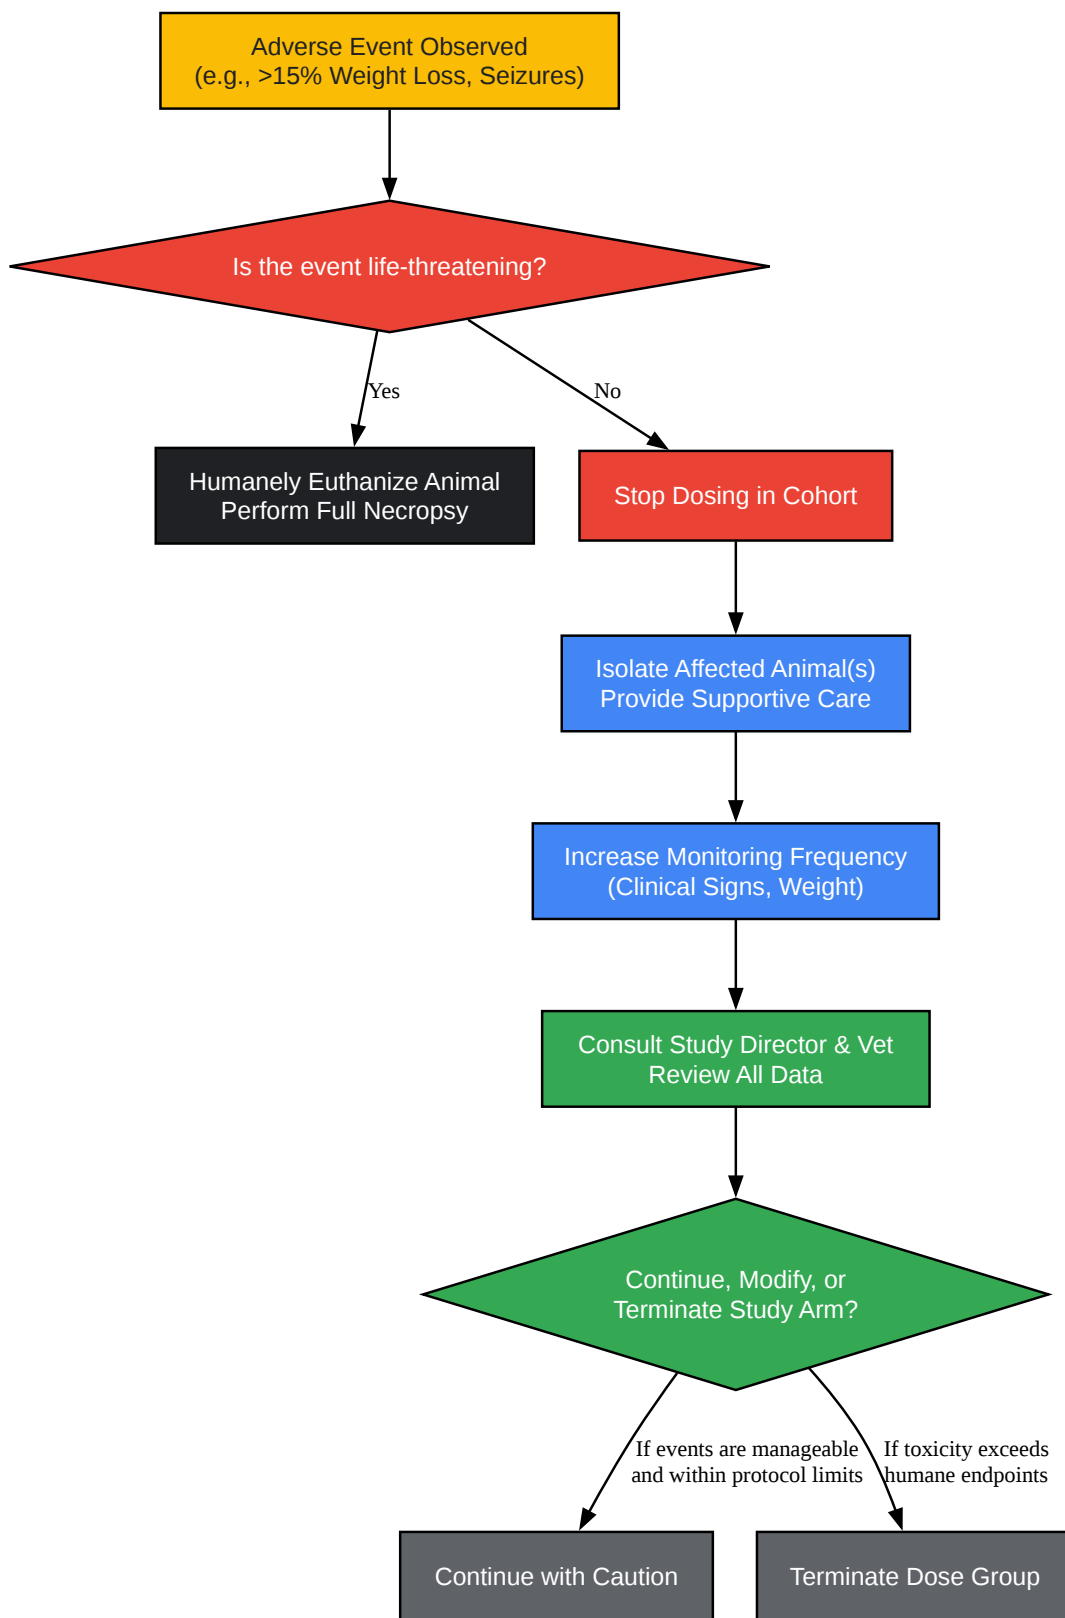 Adverse Event Observed
(e.g., >15% Weight Loss, Seizures)
Is the event life-threatening?
Yes
No
Humanely Euthanize Animal
Perform Full Necropsy
Stop Dosing in Cohort
Isolate Affected Animal(s)
Provide Supportive Care
Increase Monitoring Frequency
(Clinical Signs, Weight)
Consult Study Director & Vet
Review All Data
Continue, Modify, or
Terminate Study Arm?
If events are manageable
and within protocol limits
If toxicity exceeds
humane endpoints
Continue with Caution
Terminate Dose Group